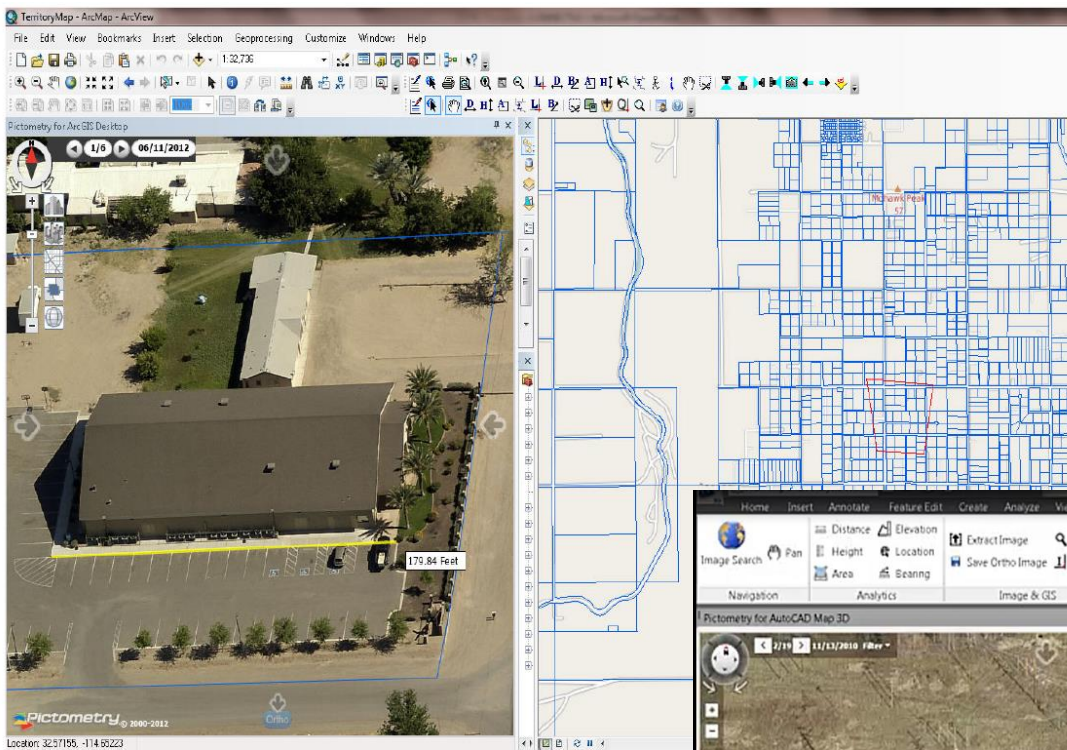 TerritoryMap - ArcMap - ArcView
File Edit View Bookmarks Insert Selection Geoprocessing Customize Windows Help
1:32,736
100%
Pictometry for ArcGIS Desktop
1/6 06/11/2012
Mohawk Peak
57
179.84 Feet
Home Insert Annotate Feature Edit Create Analyze
Image Search Pan Distance Elevation Extract Image
Height Location Save Ortho Image
Area Bearing
Navigation Analytics Image & GIS
Pictometry for AutoCAD Map 3D
2/19 11/13/2010 Filter
N
Pictometry © 2000-2012
Ortho
Location: 32.57155, -114.65223